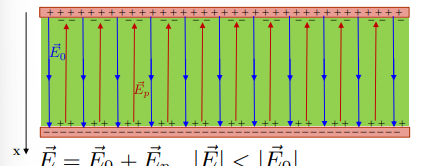 + + + + + + + + + + + + + + + + + + + + + + + + + + + + + + + + + + + + + + + + + + + +
− − − − − − − − − − − − − − − − − − − − − −
E⃗₀
E⃗ₚ
+ + + + + + + + + + + + + + + + + + + + + +
− − − − − − − − − − − − − − − − − − − − − − − − − − − − − − − − − − − − − − − − − − − −
x E⃗ = E⃗₀ + E⃗ₚ |E⃗| < |E⃗₀|